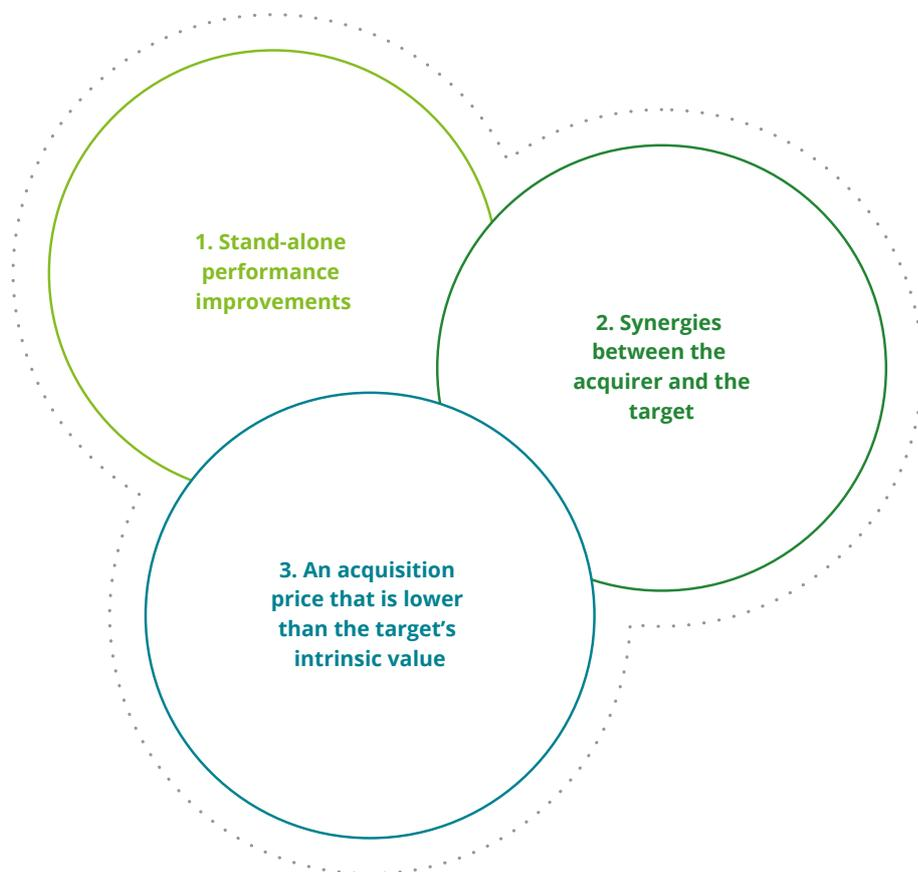 1. Stand-alone
performance
improvements
2. Synergies
between the
acquirer and the
target
3. An acquisition
price that is lower
than the target’s
intrinsic value